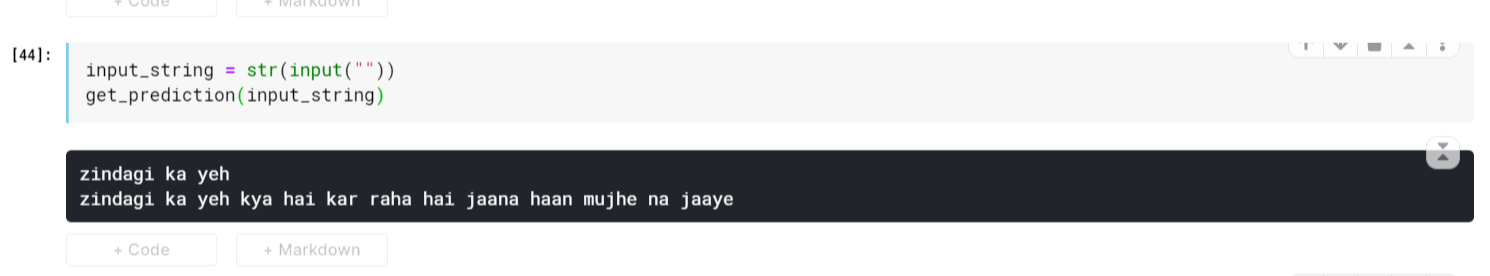 + Code
+ Markdown
[44]:
input_string = str(input(""))
get_prediction(input_string)
zindagi ka yeh
zindagi ka yeh kya hai kar raha hai jaana haan mujhe na jaaye
+ Code
+ Markdown